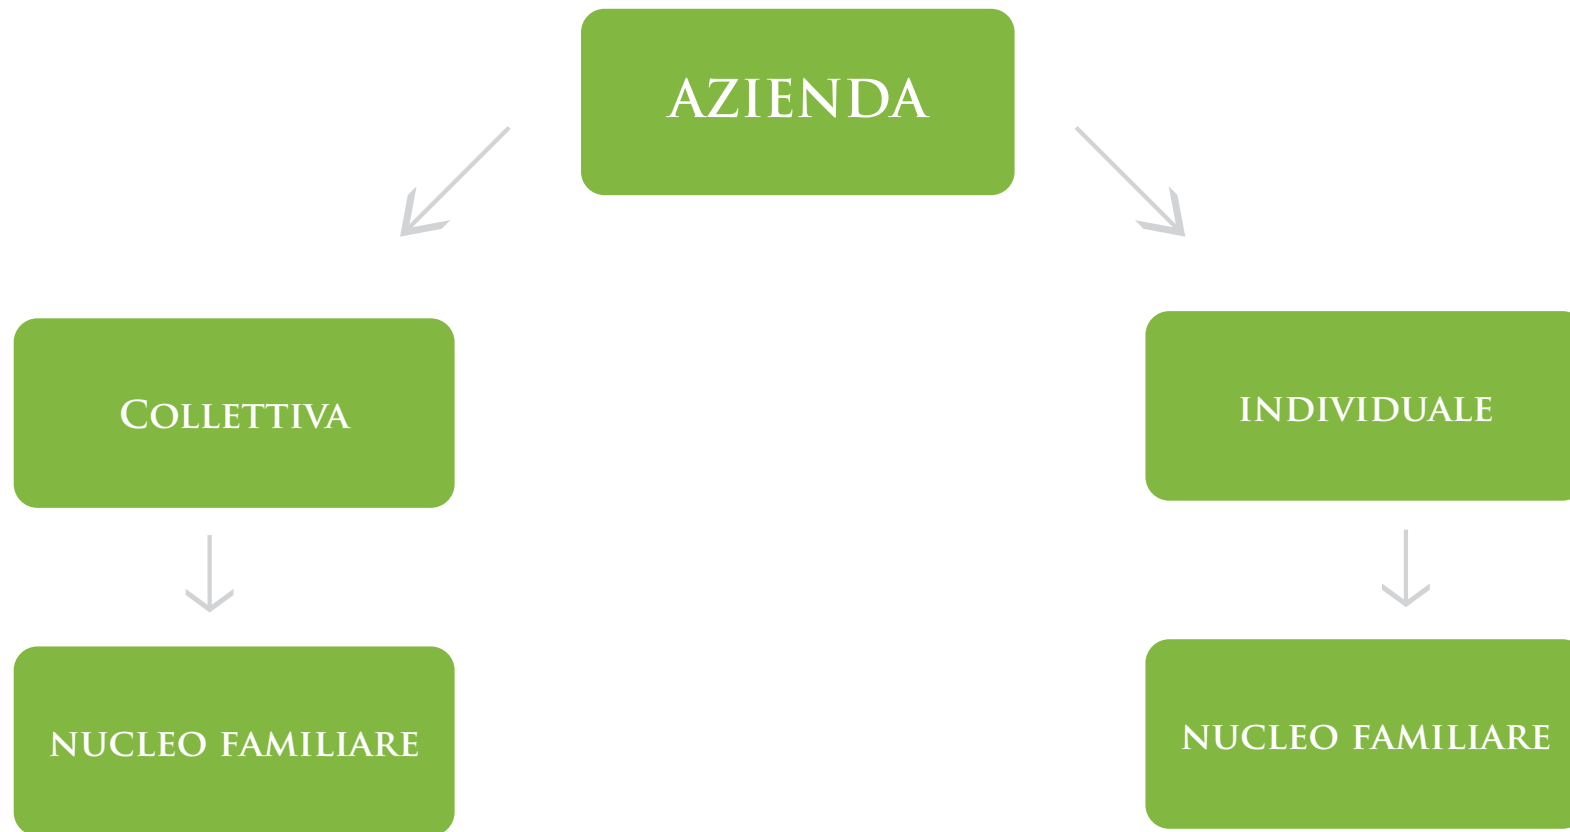 AZIENDA
Collettiva
individuale
nucleo familiare
nucleo familiare